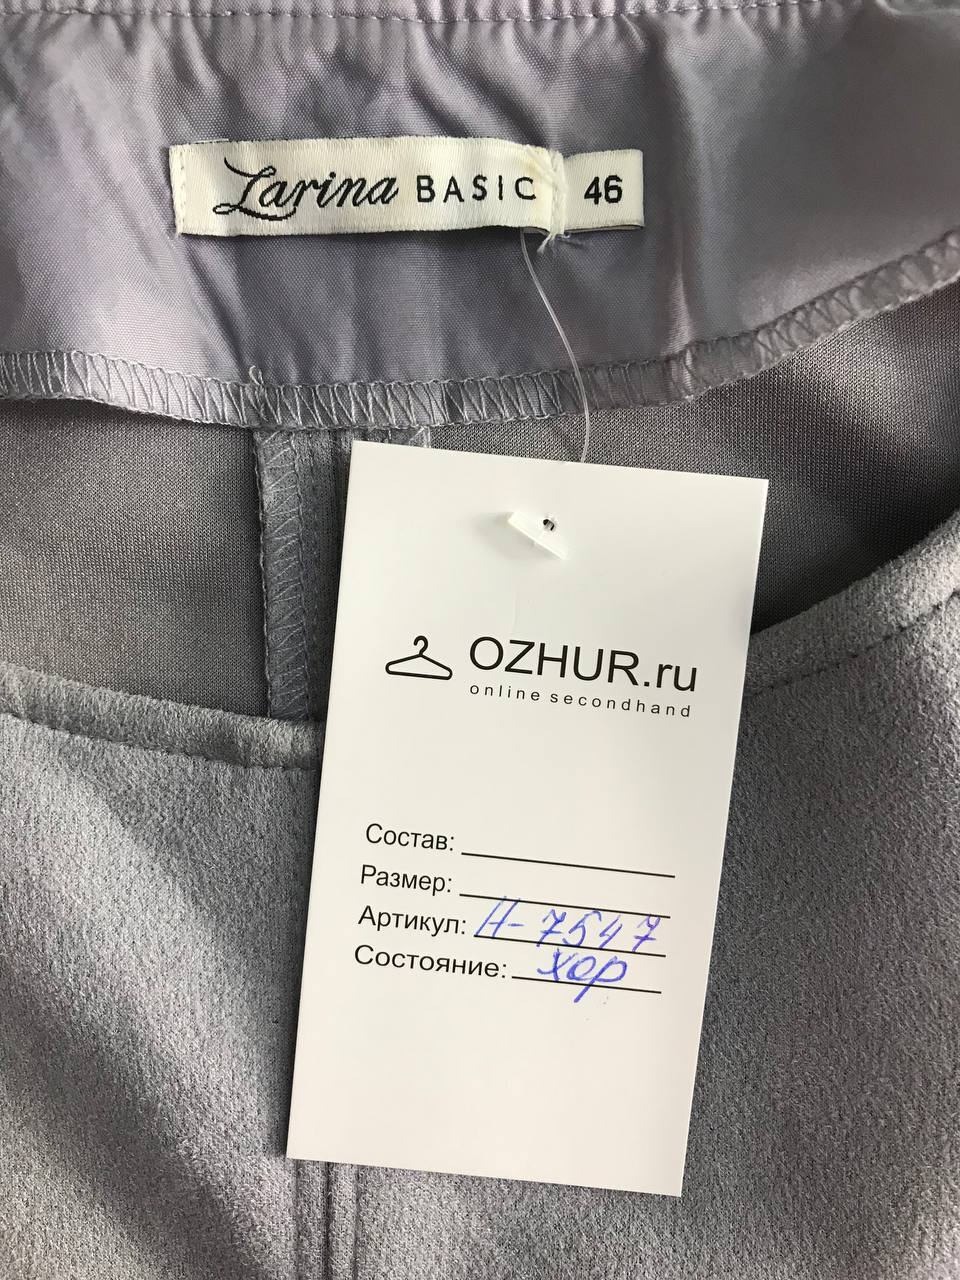 Larina BASIC 46
OZHUR.ru
online secondhand
Состав:
Размер:
Артикул: Н-7547
Состояние: хор